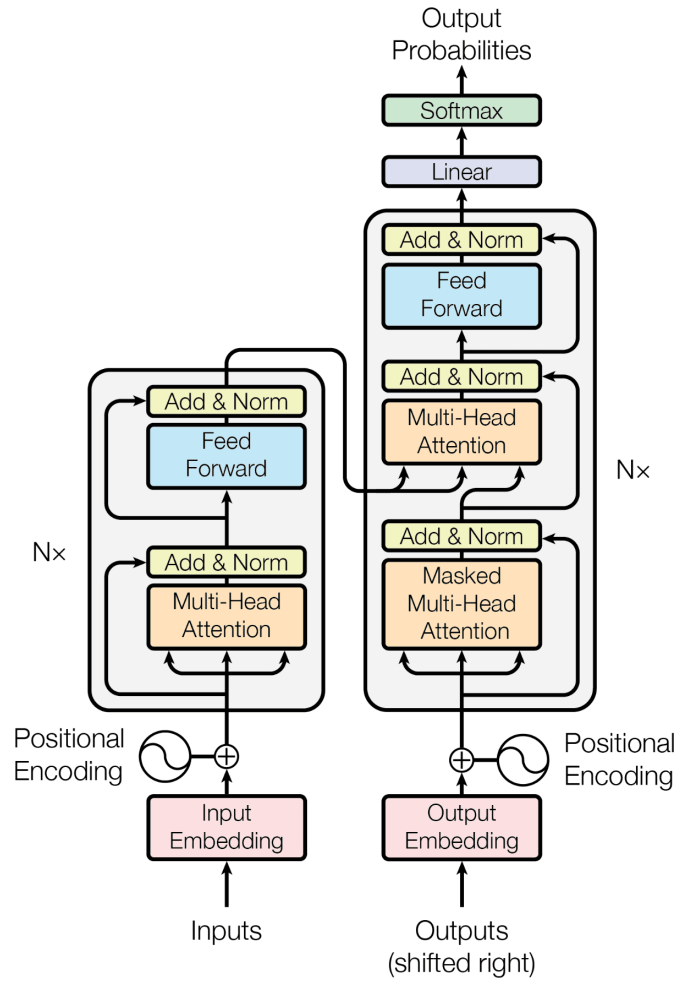 Output
Probabilities
Softmax
Linear
Add & Norm
Feed
Forward
Add & Norm
Multi-Head
Attention
Add & Norm
Masked
Multi-Head
Attention
Nx
Add & Norm
Feed
Forward
Add & Norm
Multi-Head
Attention
Nx
Positional
Encoding
Positional
Encoding
Input
Embedding
Output
Embedding
Inputs
Outputs
(shifted right)